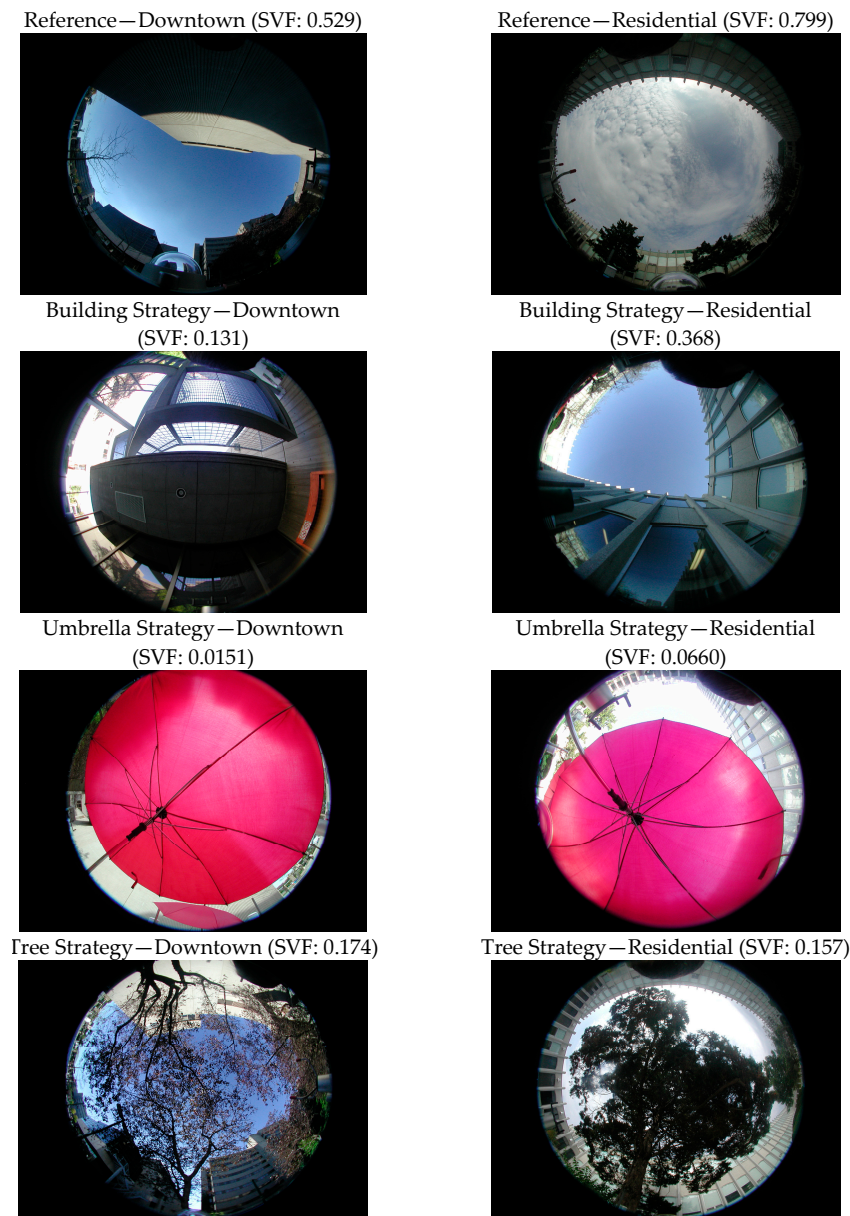 Reference—Downtown (SVF: 0.529)
Reference—Residential (SVF: 0.799)
Building Strategy—Downtown
(SVF: 0.131)
Building Strategy—Residential
(SVF: 0.368)
Umbrella Strategy—Downtown
(SVF: 0.0151)
Umbrella Strategy—Residential
(SVF: 0.0660)
Tree Strategy—Downtown (SVF: 0.174)
Tree Strategy—Residential (SVF: 0.157)